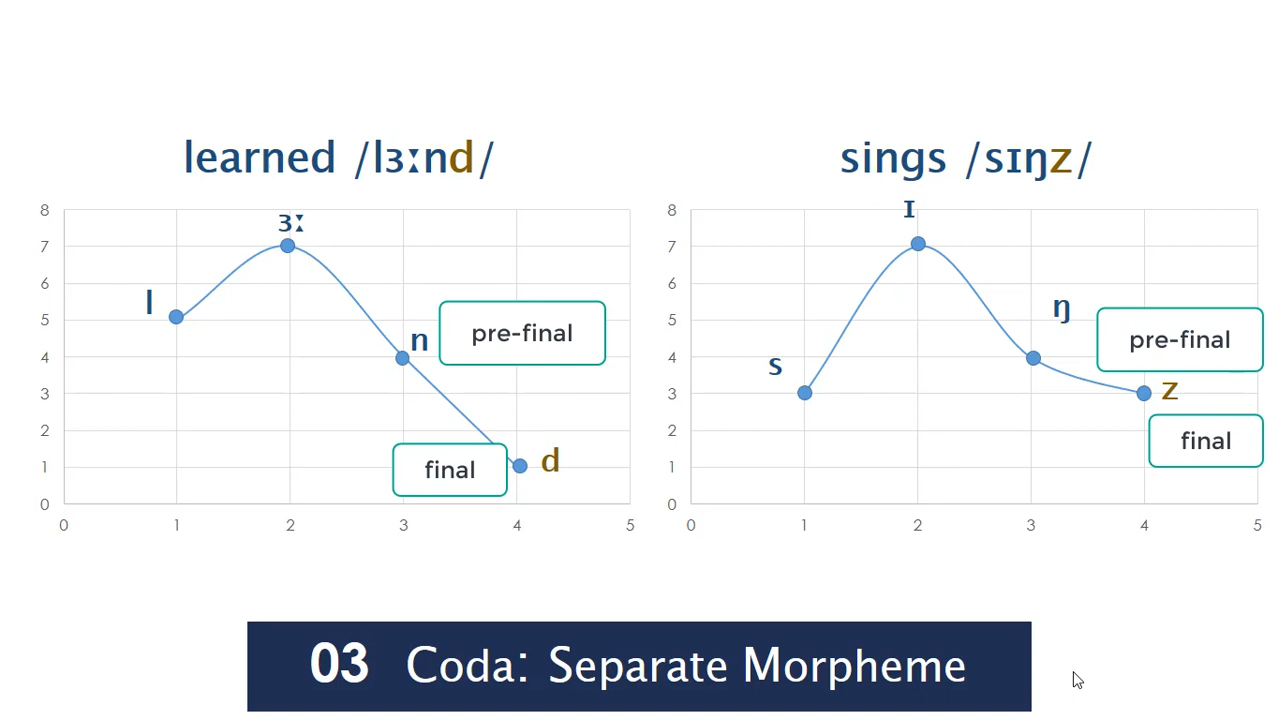 learned /lɜːnd/
8
7
6
5
4
3
2
1
0
0 1 2 3 4 5
l
ɜː
n
d
pre-final
final
sings /sɪŋz/
8
7
6
5
4
3
2
1
0
0 1 2 3 4 5
s
ɪ
ŋ
z
pre-final
final
03 Coda: Separate Morpheme